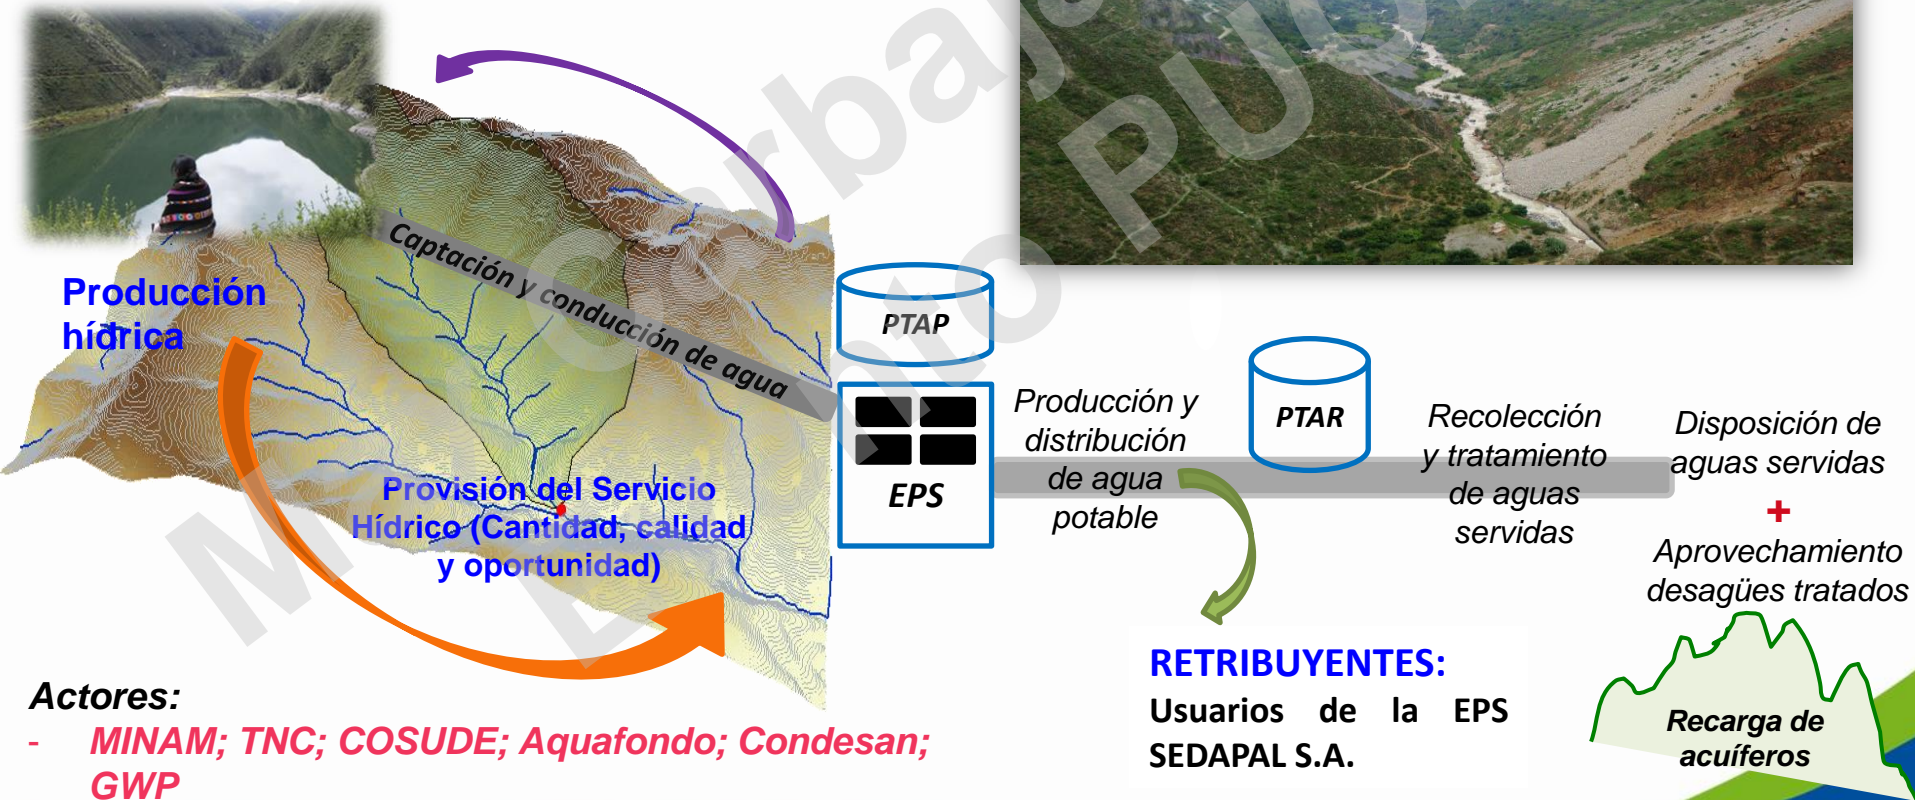 Producción
hídrica
Captación y conducción de agua
Provisión del Servicio
Hídrico (Cantidad, calidad
y oportunidad)
PTAP
EPS
Producción y
distribución
de agua
potable
PTAR
Recolección
y tratamiento
de aguas
servidas
Disposición de
aguas servidas
+
Aprovechamiento
desagües tratados
Recarga de
acuíferos
RETRIBUYENTES:
Usuarios de la EPS
SEDAPAL S.A.
Actores:
- MINAM; TNC; COSUDE; Aquafondo; Condesan;
GWP